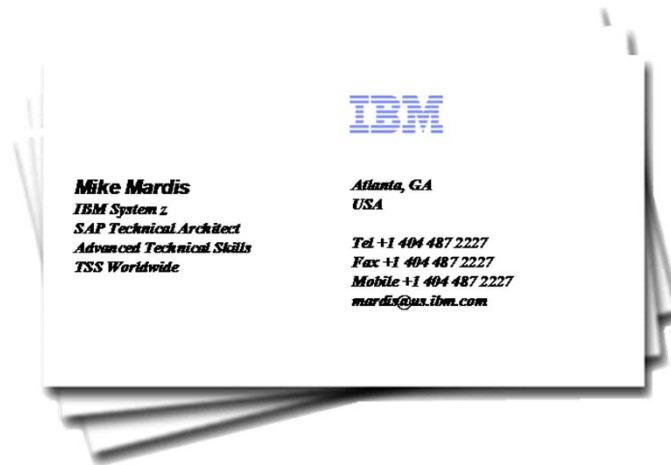 IBM
Mike Mardis
IBM System z
SAP Technical Architect
Advanced Technical Skills
TSS Worldwide
Atlanta, GA
USA
Tel +1 404 487 2227
Fax +1 404 487 2227
Mobile +1 404 487 2227
mardis@us.ibm.com